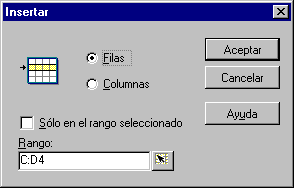 Insertar
Filas
Columnas
Aceptar
Cancelar
Ayuda
Sólo en el rango seleccionado
Rango:
C:D4